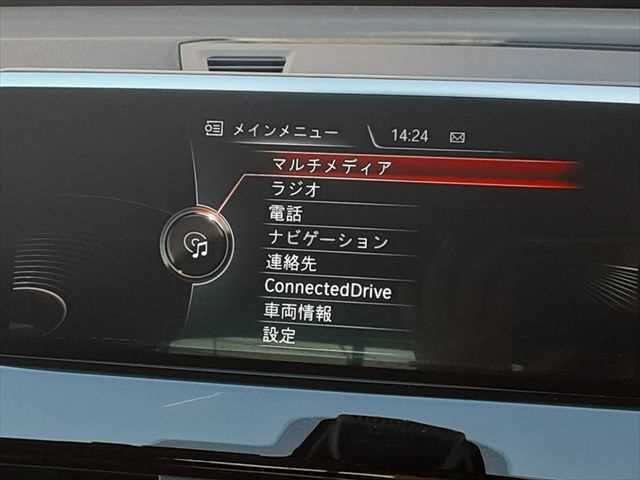 メインメニュー 14:24
マルチメディア
ラジオ
電話
ナビゲーション
連絡先
ConnectedDrive
車両情報
設定